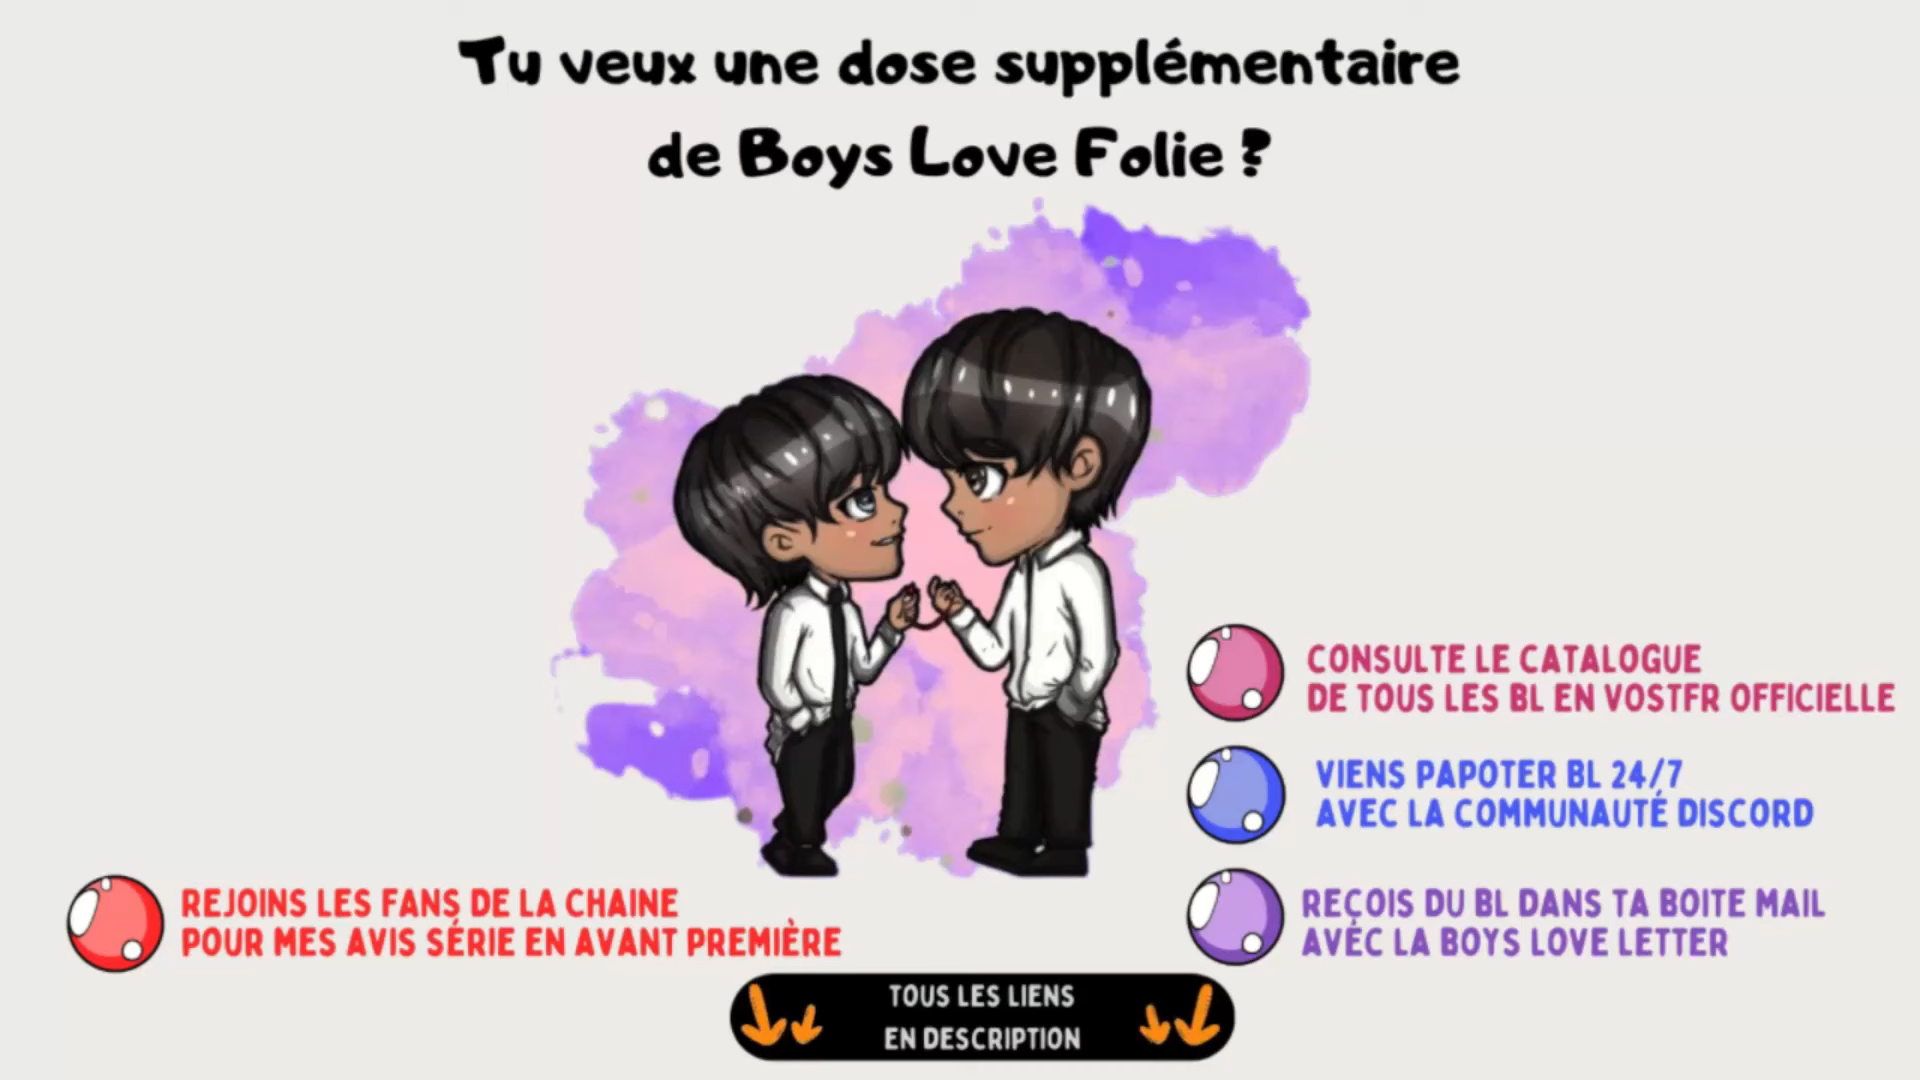 Tu veux une dose supplémentaire
de Boys Love Folie ?
CONSULTE LE CATALOGUE
DE TOUS LES BL EN VOSTFR OFFICIELLE
VIENS PAPOTER BL 24/7
AVEC LA COMMUNAUTÉ DISCORD
REJOINS LES FANS DE LA CHAINE
POUR MES AVIS SÉRIE EN AVANT PREMIÈRE
REÇOIS DU BL DANS TA BOITE MAIL
AVEC LA BOYS LOVE LETTER
TOUS LES LIENS
EN DESCRIPTION